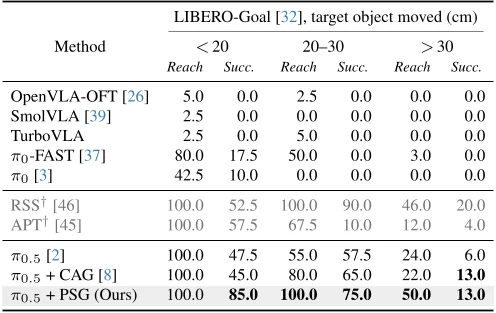 LIBERO-Goal [32], target object moved (cm)
Method < 20 20–30 > 30
Reach Succ. Reach Succ. Reach Succ.
OpenVLA-OFT [26] 5.0 0.0 2.5 0.0 0.0 0.0
SmolVLA [39] 2.5 0.0 0.0 0.0 0.0 0.0
TurboVLA 2.5 0.0 5.0 0.0 0.0 0.0
π₀-FAST [37] 80.0 17.5 50.0 0.0 3.0 0.0
π₀ [3] 42.5 10.0 0.0 0.0 0.0 0.0
RSS† [46] 100.0 52.5 100.0 90.0 46.0 20.0
APT† [45] 100.0 57.5 67.5 10.0 12.0 4.0
π₀.₅ [2] 100.0 47.5 55.0 57.5 24.0 6.0
π₀.₅ + CAG [8] 100.0 45.0 80.0 65.0 22.0 13.0
π₀.₅ + PSG (Ours) 100.0 85.0 100.0 75.0 50.0 13.0